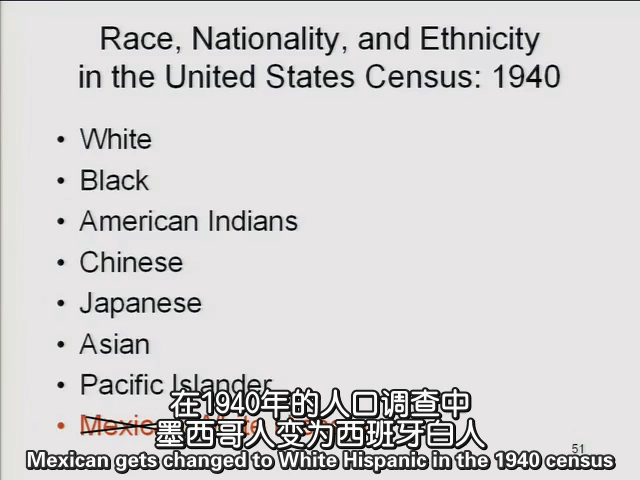 Race, Nationality, and Ethnicity
in the United States Census: 1940
• White
• Black
• American Indians
• Chinese
• Japanese
• Asian
• Pacific Islander
在1940年的人口调查中
墨西哥人变为西班牙白人
51
Mexican gets changed to White Hispanic in the 1940 census